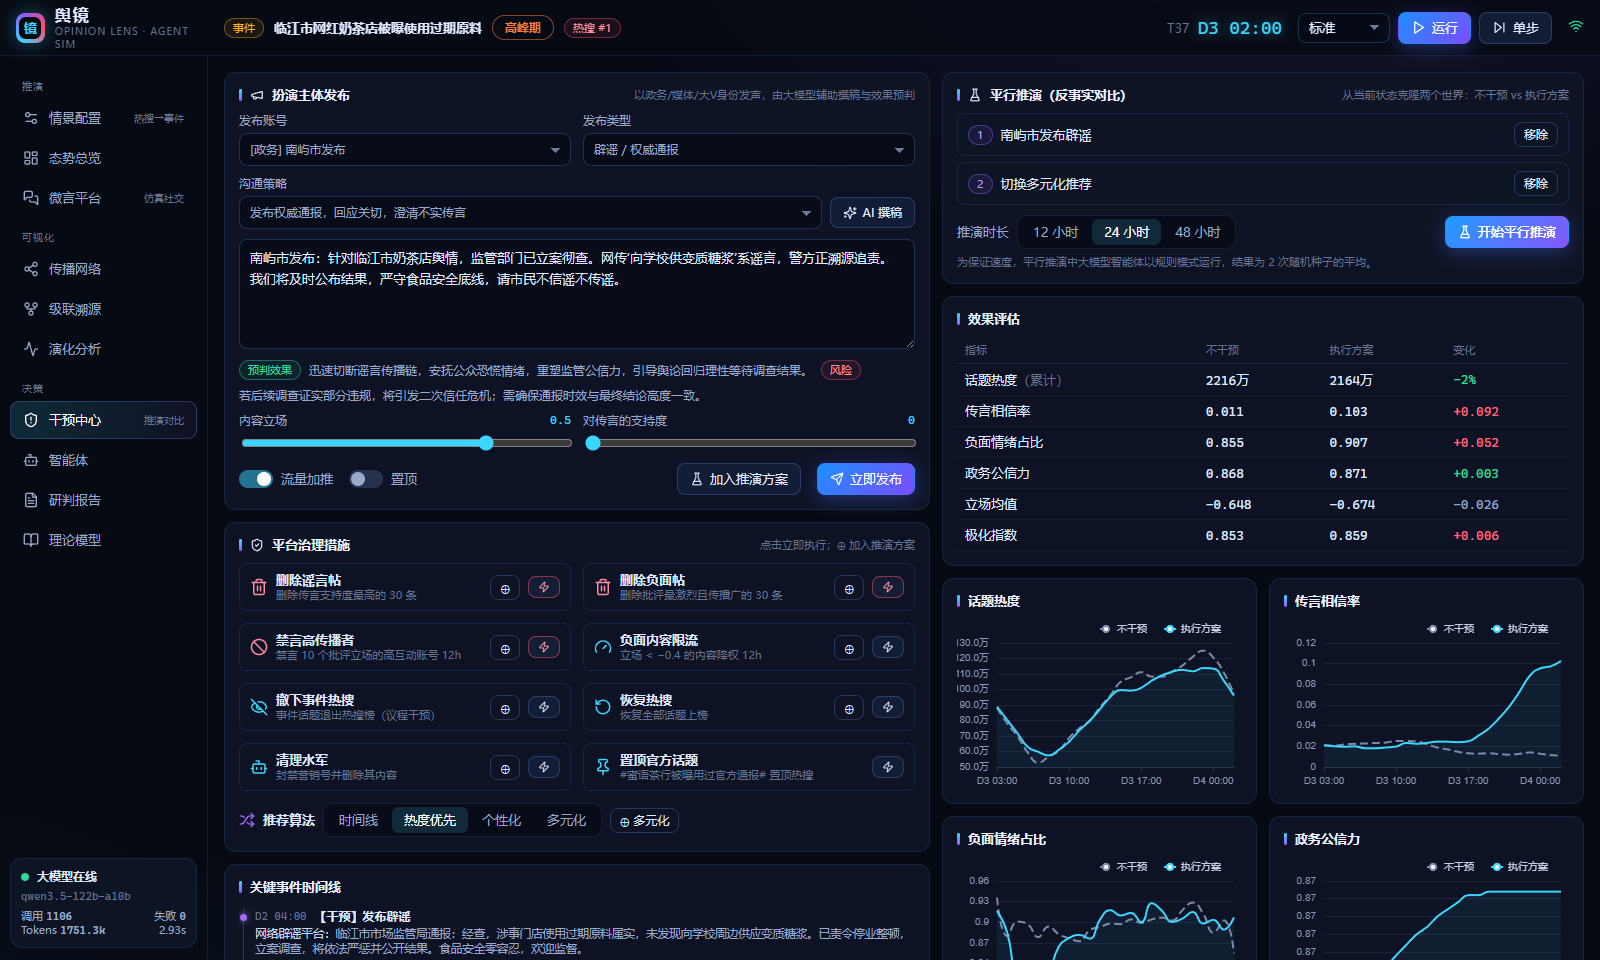 镜
舆镜
OPINION LENS · AGENT SIM
事件
临江市网红奶茶店被曝使用过期原料
高峰期
热搜 #1
T37 D3 02:00
标准
运行
单步
推演
情景配置 热搜→事件
态势总览
微言平台 仿真社交
可视化
传播网络
级联溯源
演化分析
决策
干预中心 推演对比
智能体
研判报告
理论模型
大模型在线
qwen3.5-122b-a10b
调用 1106 失败 0
Tokens 1751.3k 2.93s
扮演主体发布
以政务/媒体/大V身份发声，由大模型辅助撰稿与效果预判
发布账号 发布类型
[政务] 南屿市发布
辟谣 / 权威通报
沟通策略
发布权威通报，回应关切，澄清不实传言
AI 撰稿
南屿市发布：针对临江市奶茶店舆情，监管部门已立案彻查。网传'向学校供变质糖浆'系谣言，警方正溯源追责。
我们将及时公布结果，严守食品安全底线，请市民不信谣不传谣。
预判效果 迅速切断谣言传播链，安抚公众恐慌情绪，重塑监管公信力，引导舆论回归理性等待调查结果。 风险
若后续调查证实部分违规，将引发二次信任危机；需确保通报时效与最终结论高度一致。
内容立场 0.5 对传言的支持度 0
流量加推 置顶
加入推演方案
立即发布
平台治理措施
点击立即执行；⊕ 加入推演方案
删除谣言帖
删除传言支持度最高的 30 条
删除负面帖
删除批评最激烈且传播广的 30 条
禁言高传播者
禁言 10 个批评立场的高互动账号 12h
负面内容限流
立场 < −0.4 的内容降权 12h
撤下事件热搜
事件话题退出热搜榜（议程干预）
恢复热搜
恢复全部话题上榜
清理水军
封禁营销号并删除其内容
置顶官方话题
#蜜语茶行被曝用过官方通报# 置顶热搜
推荐算法 时间线 热度优先 个性化 多元化 ⊕ 多元化
关键事件时间线
D2 04:00 【干预】发布辟谣
网络辟谣平台：临江市市场监管局通报：经查，涉事门店使用过期原料属实，未发现向学校周边供应变质糖浆。已责令停业整顿，
立案调查，将依法严惩并公开结果。食品安全零容忍，欢迎监督。
平行推演（反事实对比）
从当前状态克隆两个世界：不干预 vs 执行方案
1 南屿市发布辟谣 移除
2 切换多元化推荐 移除
推演时长 12 小时 24 小时 48 小时
开始平行推演
为保证速度，平行推演中大模型智能体以规则模式运行，结果为 2 次随机种子的平均。
效果评估
指标 不干预 执行方案 变化
话题热度（累计） 2216万 2164万 −2%
传言相信率 0.011 0.103 +0.092
负面情绪占比 0.855 0.907 +0.052
政务公信力 0.868 0.871 +0.003
立场均值 −0.648 −0.674 −0.026
极化指数 0.853 0.859 +0.006
话题热度
不干预 执行方案
130.0万
120.0万
110.0万
100.0万
90.0万
80.0万
70.0万
60.0万
50.0万
D3 03:00 D3 10:00 D3 17:00 D4 00:00
传言相信率
不干预 执行方案
0.12
0.1
0.08
0.06
0.04
0.02
0
D3 03:00 D3 10:00 D3 17:00 D4 00:00
负面情绪占比
不干预 执行方案
0.96
0.93
0.9
0.87
政务公信力
不干预 执行方案
0.87
0.87
0.87
0.87
0.87
0.87